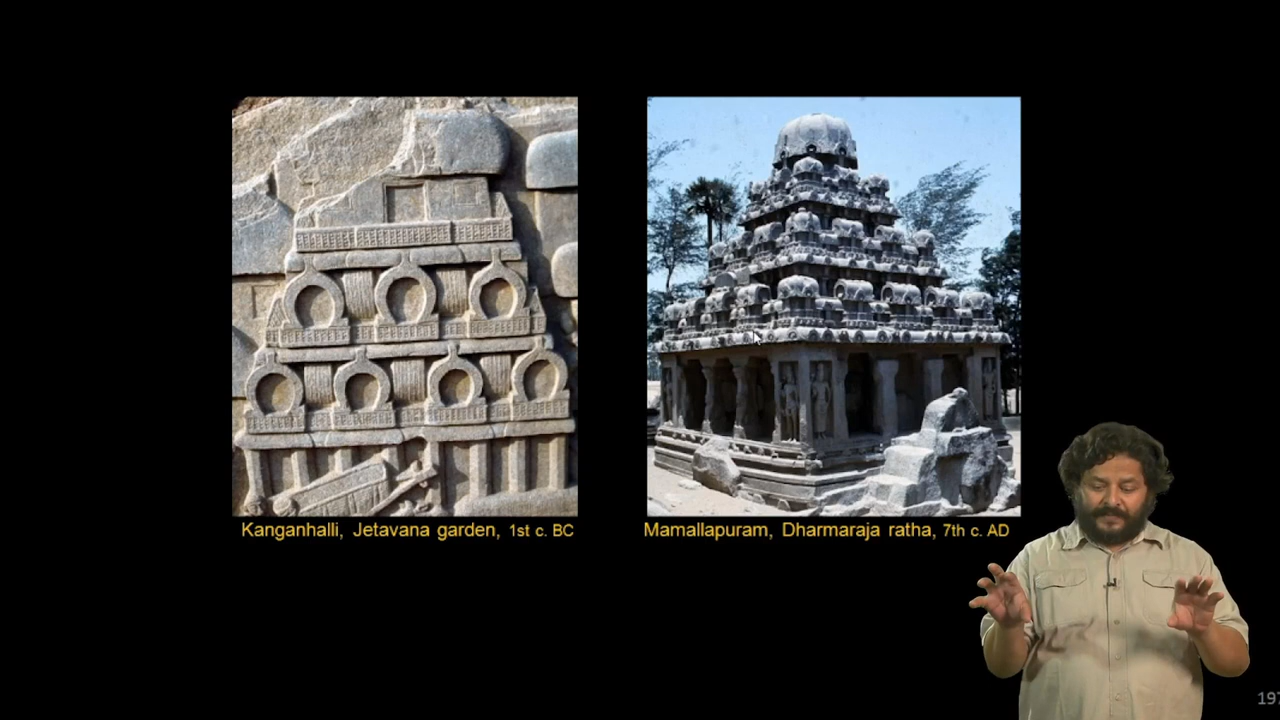 Kanganhalli, Jetavana garden, 1st c. BC
Mamallapuram, Dharmaraja ratha, 7th c. AD